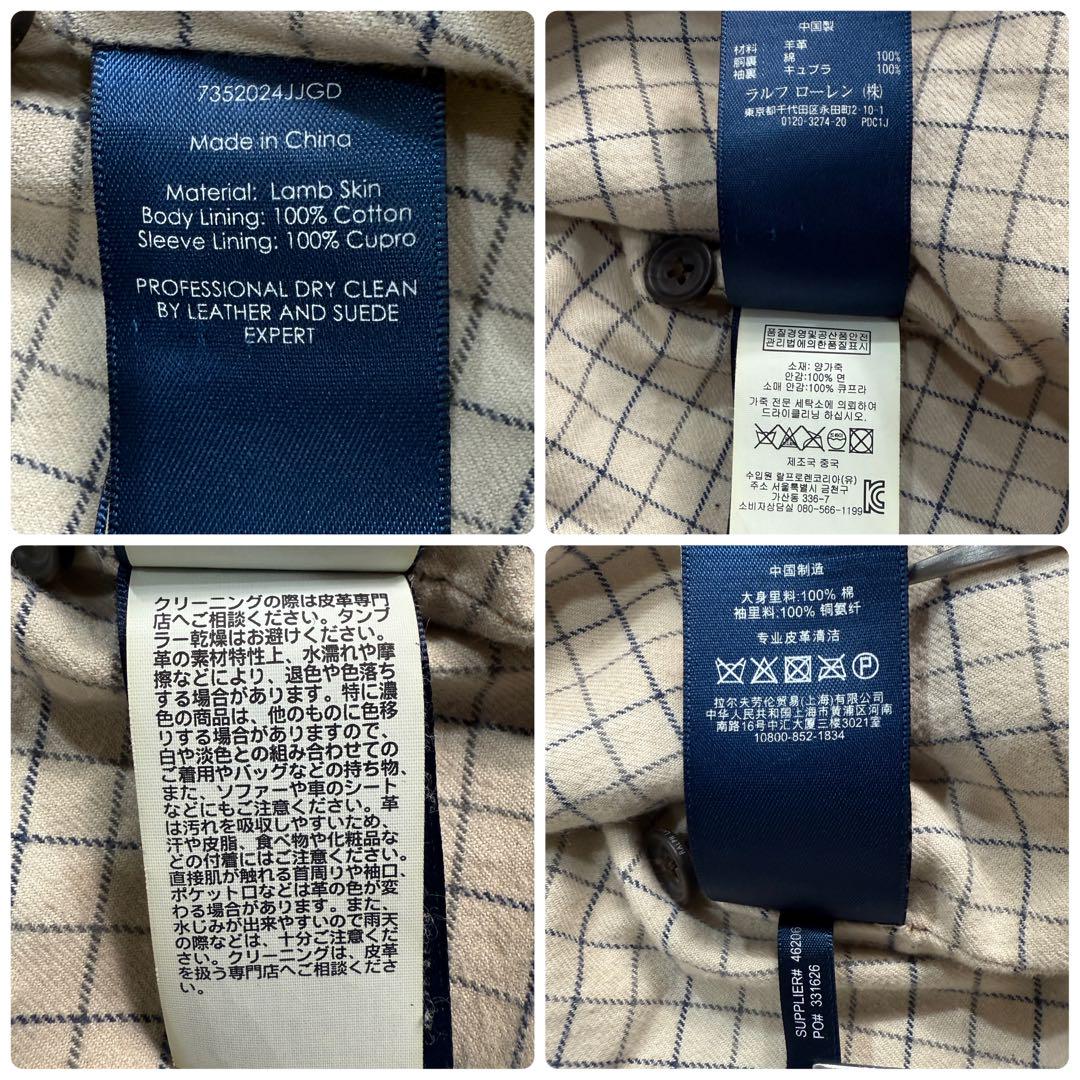 7352024JJGD
Made in China
Material: Lamb Skin
Body Lining: 100% Cotton
Sleeve Lining: 100% Cupro
PROFESSIONAL DRY CLEAN
BY LEATHER AND SUEDE
EXPERT
中国製
材料 羊革
胴裏 綿 100%
袖裏 キュプラ 100%
ラルフ ローレン (株)
東京都千代田区永田町2-10-1
0120-3274-20 PDC1J
품질경영및공산품안전
관리법에의한품질표시
소재: 양가죽
안감:100% 면
소매 안감:100% 큐프라
가죽 전문 세탁소에 의뢰하여
드라이클리닝 하십시오.
제조국 중국
수입원 랄프로렌코리아(유)
주소 서울특별시 금천구
가산동 336-7
소비자상담실 080-566-1199
クリーニングの際は皮革専門
店へご相談ください。タンブ
ラー乾燥はお避けください。
革の素材特性上、水濡れや摩
擦などにより、退色や色落ち
する場合があります。特に濃
色の商品は、他のものに色移
りする場合がありますので、
白や淡色との組み合わせての
ご着用やバッグなどの持ち物、
また、ソファーや車のシート
などにもご注意ください。革
は汚れを吸収しやすいため、
汗や皮脂、食べ物や化粧品な
どの付着にはご注意ください。
直接肌が触れる首周りや袖口、
ポケット口などは革の色が変
わる場合があります。また、
水じみが出来やすいので雨天
の際などは、十分ご注意くださ
い。クリーニングは、皮革
を扱う専門店へご相談くださ
い。
中国制造
大身里料:100% 棉
袖里料:100% 铜氨纤
专业皮革清洁
P
拉尔夫劳伦贸易(上海)有限公司
中华人民共和国上海市黄浦区河南
南路16号中汇大厦三楼3021室
10800-852-1834
SUPPLIER# 46206
PO# 331626